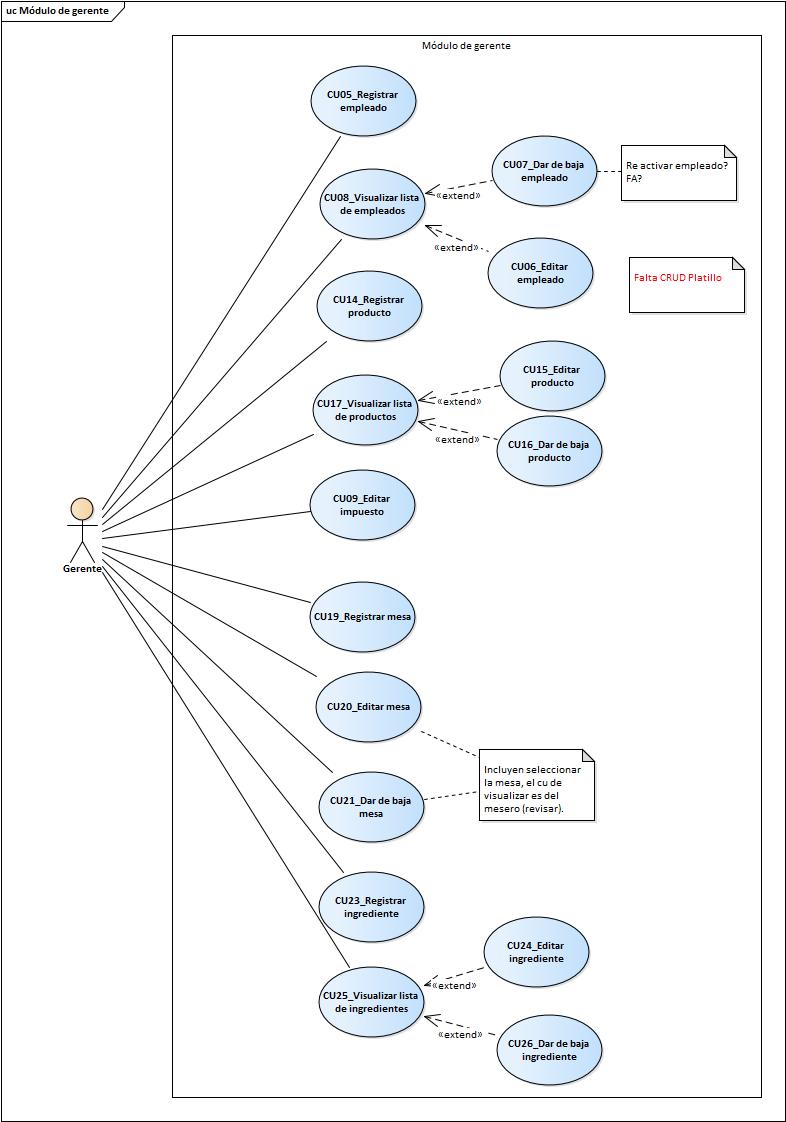 uc Módulo de gerente
Módulo de gerente
CU05_Registrar
empleado
CU07_Dar de baja
empleado
Re activar empleado?
FA?
CU08_Visualizar lista
de empleados
«extend»
«extend»
CU06_Editar
empleado
Falta CRUD Platillo
CU14_Registrar
producto
CU15_Editar
producto
CU17_Visualizar lista
de productos
«extend»
«extend»
CU16_Dar de baja
producto
CU09_Editar
impuesto
Gerente
CU19_Registrar mesa
CU20_Editar mesa
Incluyen seleccionar
la mesa, el cu de
visualizar es del
mesero (revisar).
CU21_Dar de baja
mesa
CU23_Registrar
ingrediente
CU24_Editar
ingrediente
CU25_Visualizar lista
de ingredientes
«extend»
«extend»
CU26_Dar de baja
ingrediente